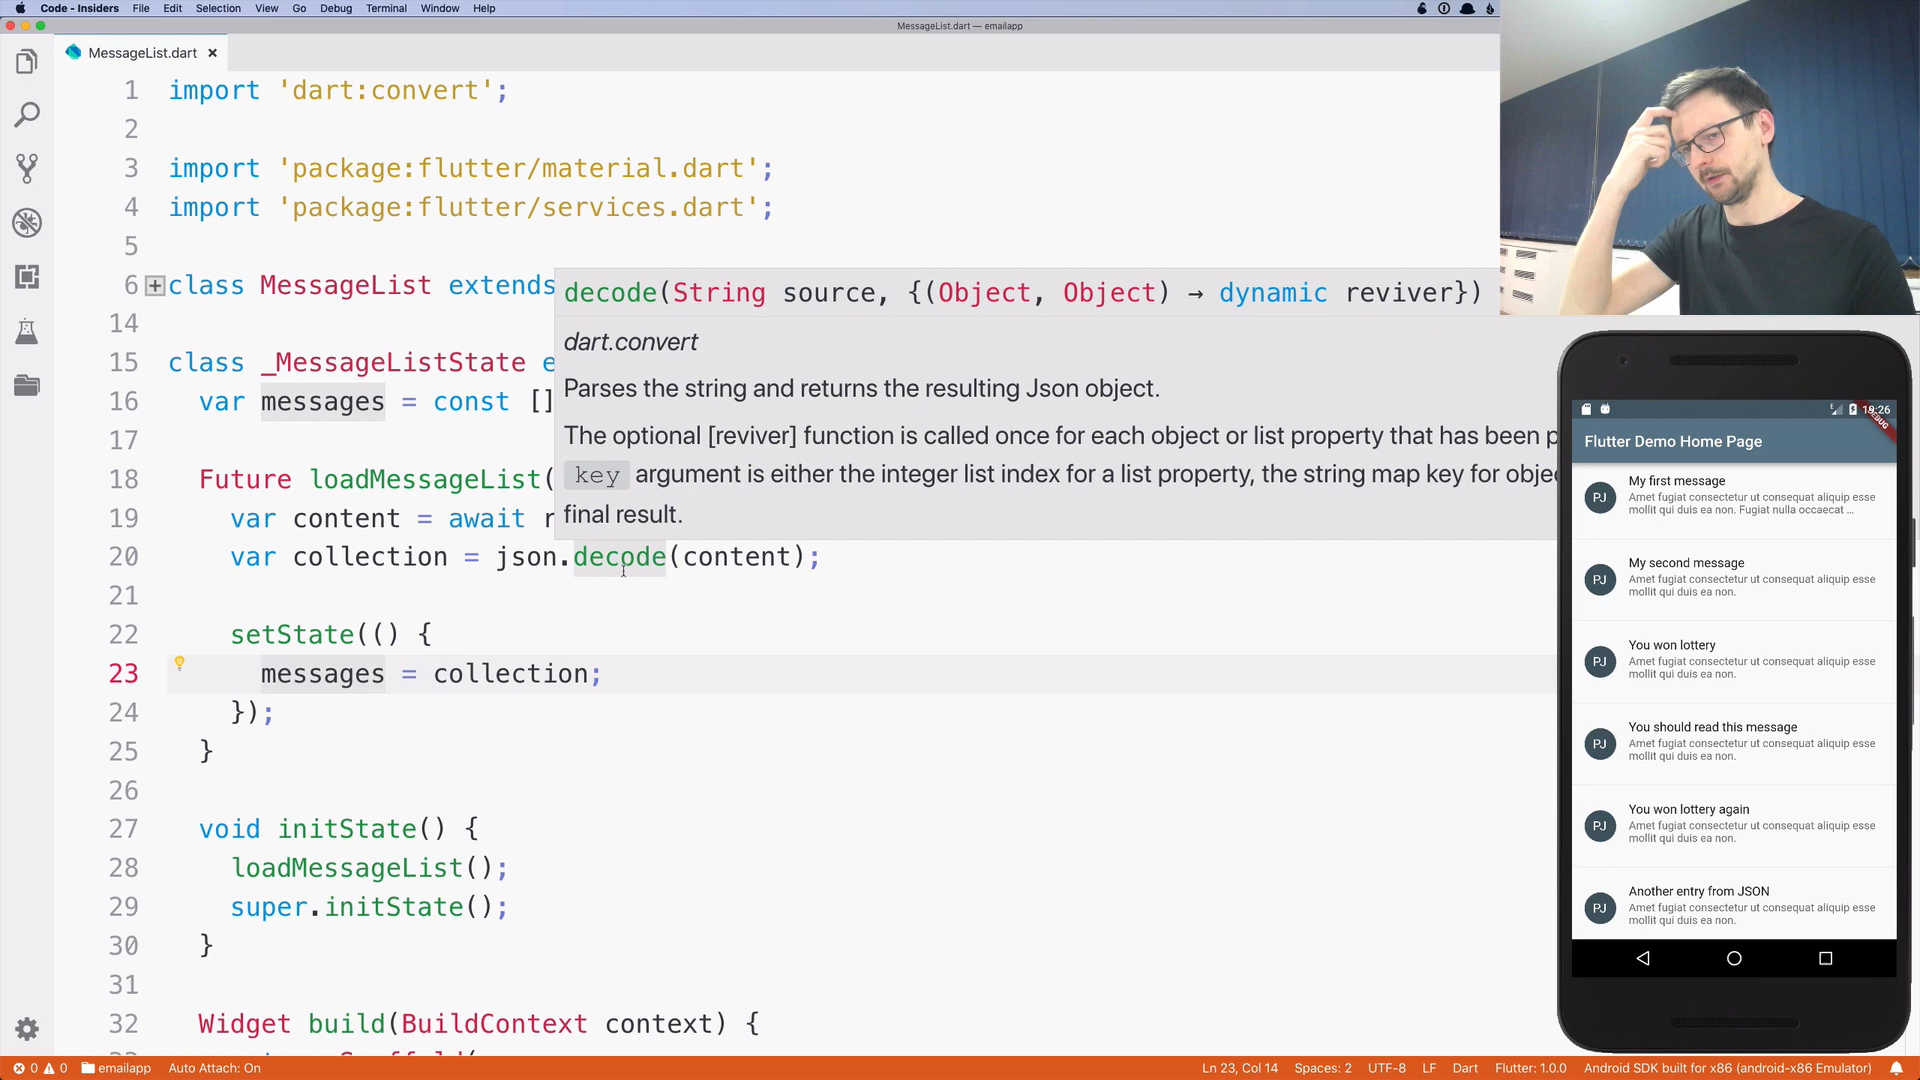 Code - Insiders File Edit Selection View Go Debug Terminal Window Help
MessageList.dart — emailapp
MessageList.dart ×
1 import 'dart:convert';
2
3 import 'package:flutter/material.dart';
4 import 'package:flutter/services.dart';
5
6 class MessageList extends
14
15 class _MessageListState e
16 var messages = const []
17
18 Future loadMessageList(
19 var content = await r
20 var collection = json.decode(content);
21
22 setState(() {
23 messages = collection;
24 });
25 }
26
27 void initState() {
28 loadMessageList();
29 super.initState();
30 }
31
32 Widget build(BuildContext context) {
decode(String source, {(Object, Object) → dynamic reviver})
dart.convert
Parses the string and returns the resulting Json object.
The optional [reviver] function is called once for each object or list property that has been p
key argument is either the integer list index for a list property, the string map key for obje
final result.
19:26
DEBUG
Flutter Demo Home Page
PJ
My first message
Amet fugiat consectetur ut consequat aliquip esse
mollit qui duis ea non. Fugiat nulla occaecat ...
PJ
My second message
Amet fugiat consectetur ut consequat aliquip esse
mollit qui duis ea non.
PJ
You won lottery
Amet fugiat consectetur ut consequat aliquip esse
mollit qui duis ea non.
PJ
You should read this message
Amet fugiat consectetur ut consequat aliquip esse
mollit qui duis ea non.
PJ
You won lottery again
Amet fugiat consectetur ut consequat aliquip esse
mollit qui duis ea non.
PJ
Another entry from JSON
Amet fugiat consectetur ut consequat aliquip esse
mollit qui duis ea non.
0 0 emailapp Auto Attach: On Ln 23, Col 14 Spaces: 2 UTF-8 LF Dart Flutter: 1.0.0 Android SDK built for x86 (android-x86 Emulator)